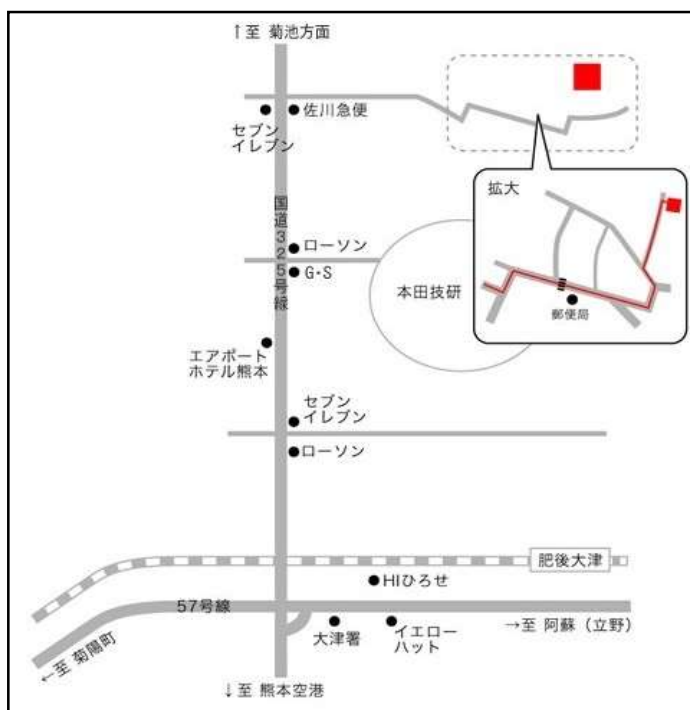 ↑至 菊池方面
佐川急便
セブン
イレブン
拡大
国道325号線
ローソン
G・S
本田技研
郵便局
エアポート
ホテル熊本
セブン
イレブン
ローソン
肥後大津
HIひろせ
57号線
大津署
イエロー
ハット
→至 阿蘇（立野）
←至 菊陽町
↓至 熊本空港